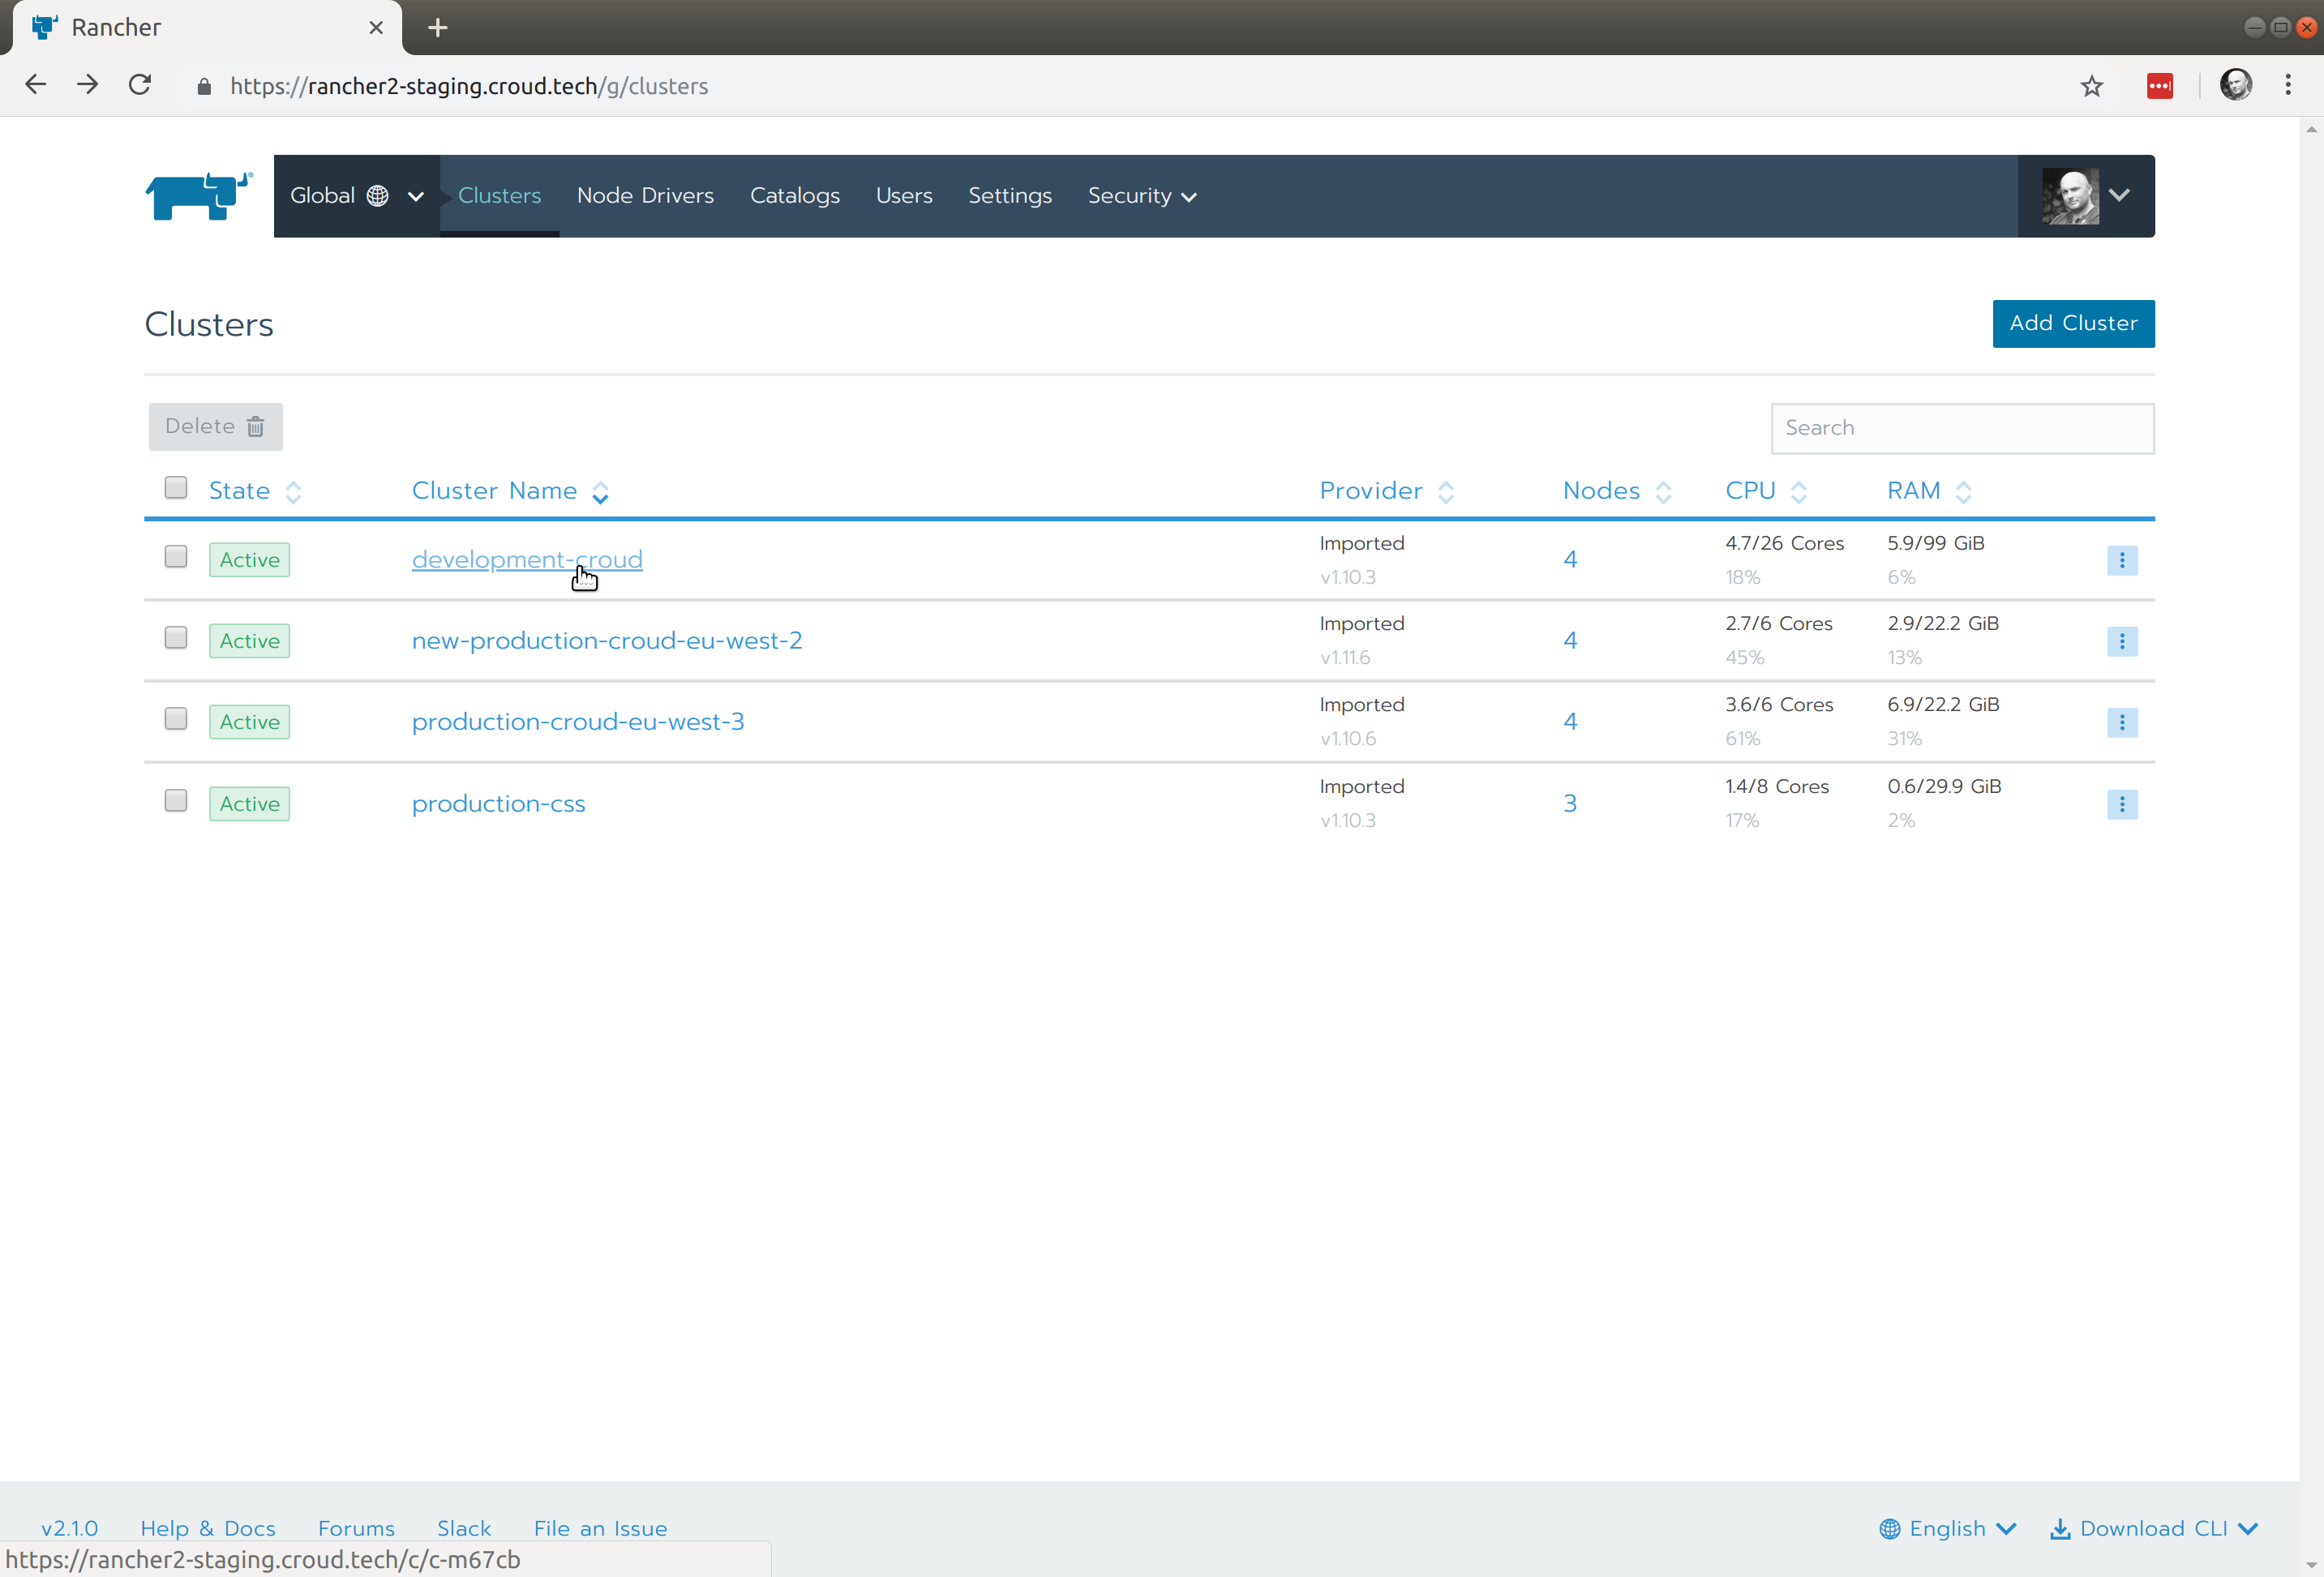 Rancher
https://rancher2-staging.croud.tech/g/clusters
Global Clusters Node Drivers Catalogs Users Settings Security
Clusters
Add Cluster
Delete
Search
State Cluster Name Provider Nodes CPU RAM
Active development-croud Imported 4 4.7/26 Cores 5.9/99 GiB
v1.10.3 18% 6%
Active new-production-croud-eu-west-2 Imported 4 2.7/6 Cores 2.9/22.2 GiB
v1.11.6 45% 13%
Active production-croud-eu-west-3 Imported 4 3.6/6 Cores 6.9/22.2 GiB
v1.10.6 61% 31%
Active production-css Imported 3 1.4/8 Cores 0.6/29.9 GiB
v1.10.3 17% 2%
v2.1.0 Help & Docs Forums Slack File an Issue English Download CLI
https://rancher2-staging.croud.tech/c/c-m67cb